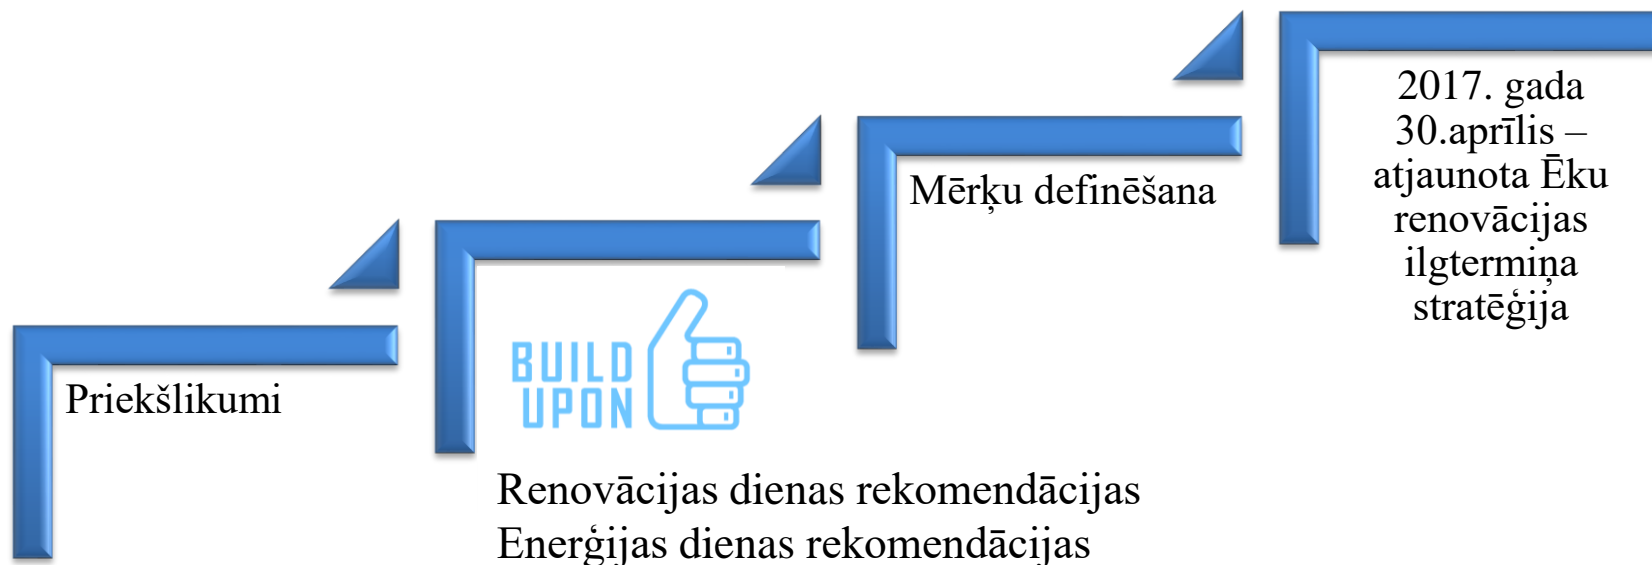 Priekšlikumi
BUILD
UPON
Renovācijas dienas rekomendācijas
Enerģijas dienas rekomendācijas
Mērķu definēšana
2017. gada
30.aprīlis –
atjaunota Ēku
renovācijas
ilgtermiņa
stratēģija